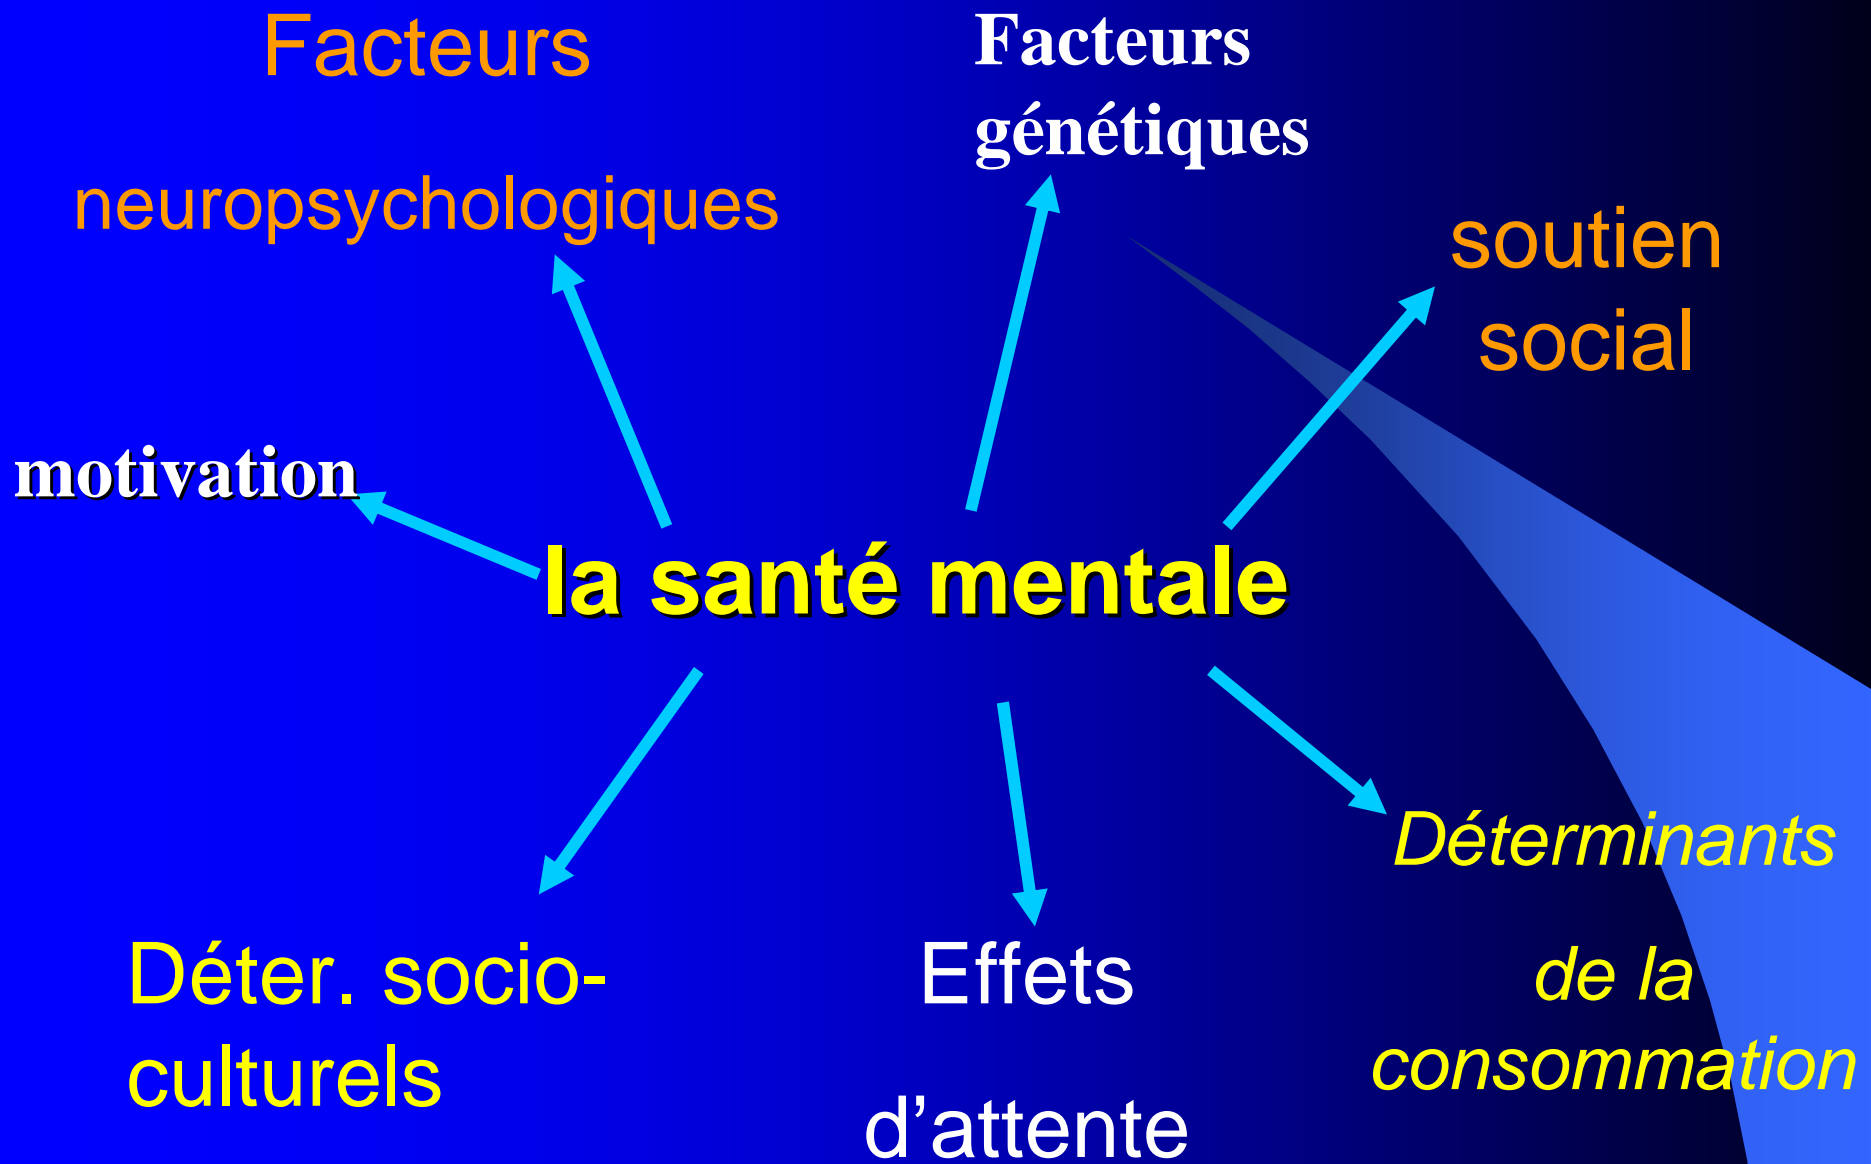 Facteurs
neuropsychologiques
Facteurs
génétiques
soutien
social
motivation
la santé mentale
Déter. socio-
culturels
Effets
d’attente
Déterminants
de la
consommation